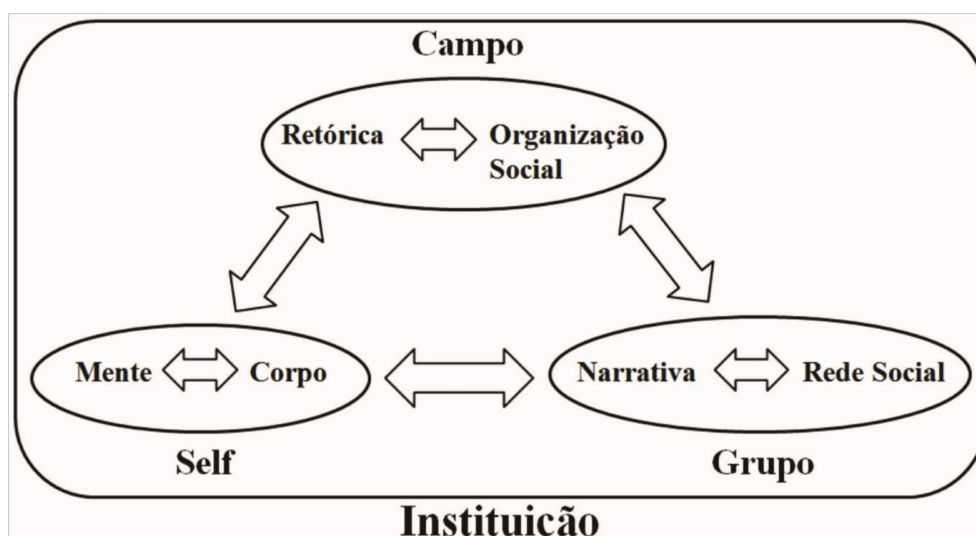 Campo
Retórica
Organização
Social
Mente
Corpo
Narrativa
Rede Social
Self
Grupo
Instituição